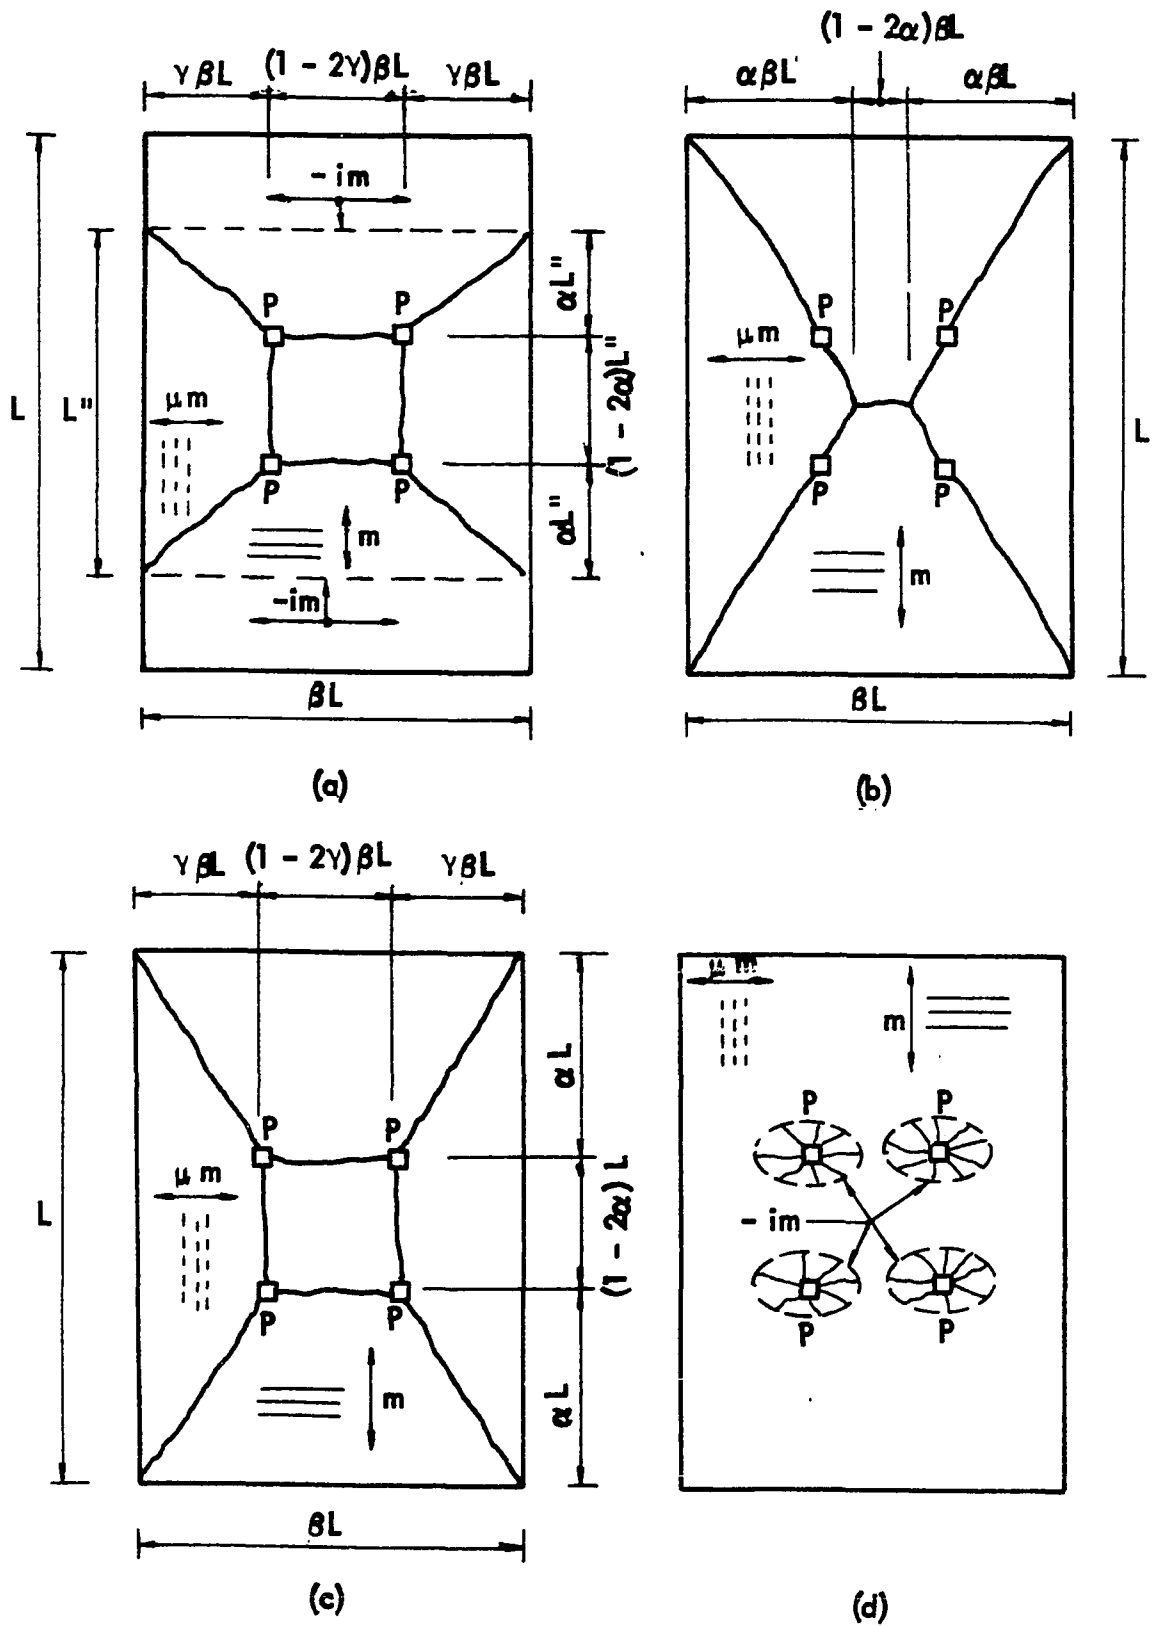 (1 - 2α)βL
γβL (1 - 2γ)βL γβL
αβL αβL
- im
P P
αL"
P P
μm
μm
L
L"
(1 - 2α)L"
L
P P
P P
αL"
m
m
-im
βL
βL
(a)
(b)
γβL (1 - 2γ)βL γβL
μ m
αL
m
P P
P P
μm
L
(1 - 2α) L
- im
P P
P P
αL
m
βL
(c)
(d)